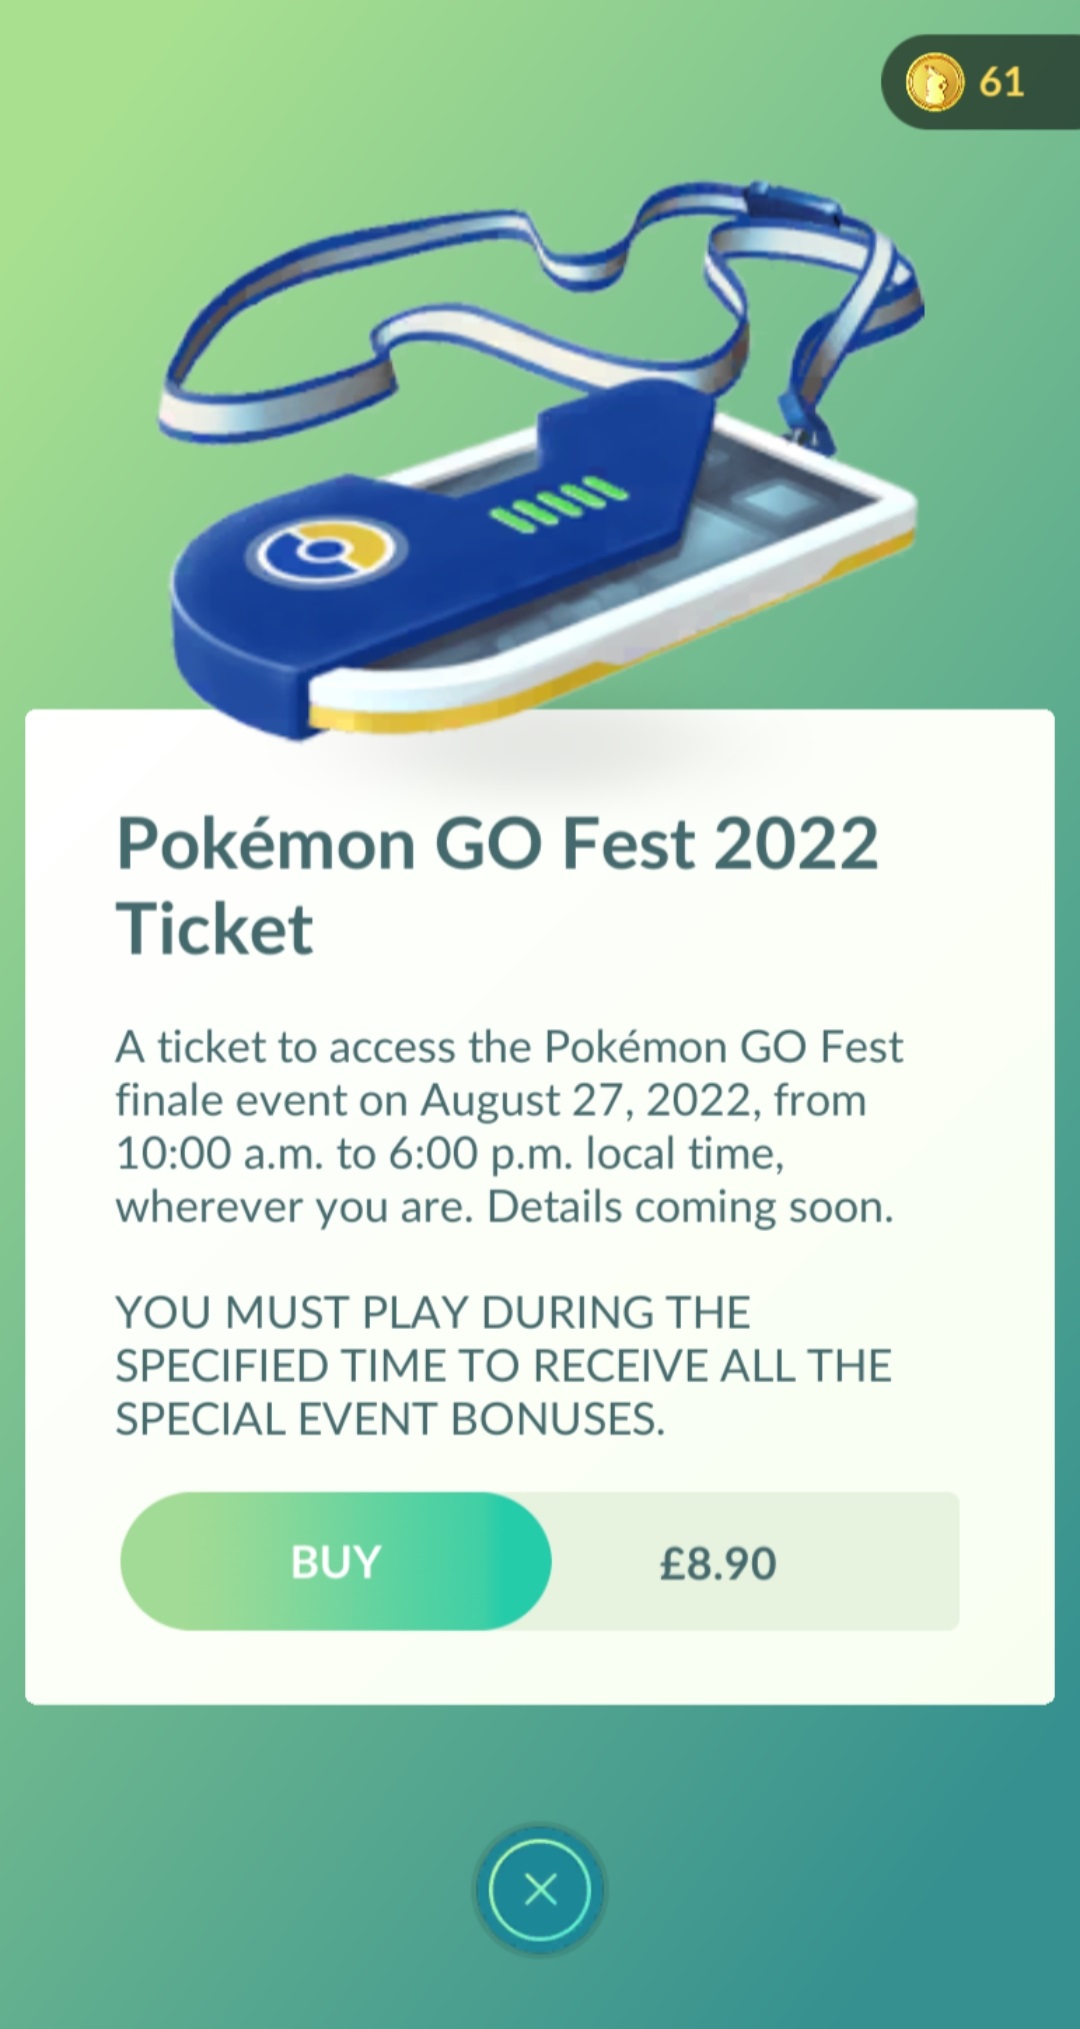 61
Pokémon GO Fest 2022
Ticket
A ticket to access the Pokémon GO Fest
finale event on August 27, 2022, from
10:00 a.m. to 6:00 p.m. local time,
wherever you are. Details coming soon.
YOU MUST PLAY DURING THE
SPECIFIED TIME TO RECEIVE ALL THE
SPECIAL EVENT BONUSES.
BUY £8.90